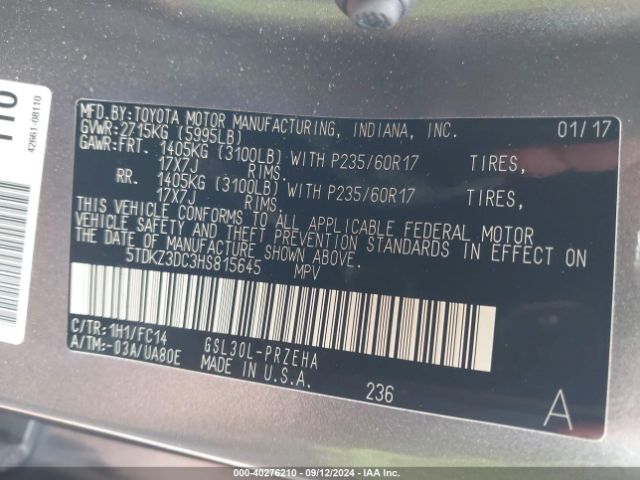 110
42661-08110
MFD.BY:TOYOTA MOTOR MANUFACTURING, INDIANA, INC. 01/17
GVWR:2715KG (5995LB)
GAWR:FRT. 1405KG (3100LB) WITH P235/60R17 TIRES,
17X7J RIMS.
RR. 1405KG (3100LB) WITH P235/60R17 TIRES,
17X7J RIMS.
THIS VEHICLE CONFORMS TO ALL APPLICABLE FEDERAL MOTOR
VEHICLE SAFETY AND THEFT PREVENTION STANDARDS IN EFFECT ON
THE DATE OF MANUFACTURE SHOWN ABOVE.
5TDKZ3DC3HS815645 MPV
C/TR:1H1/FC14 GSL30L-PRZEHA
A/TM:-03A/UA80E MADE IN U.S.A.
236 A
000-40276210 - 09/12/2024 - IAA Inc.